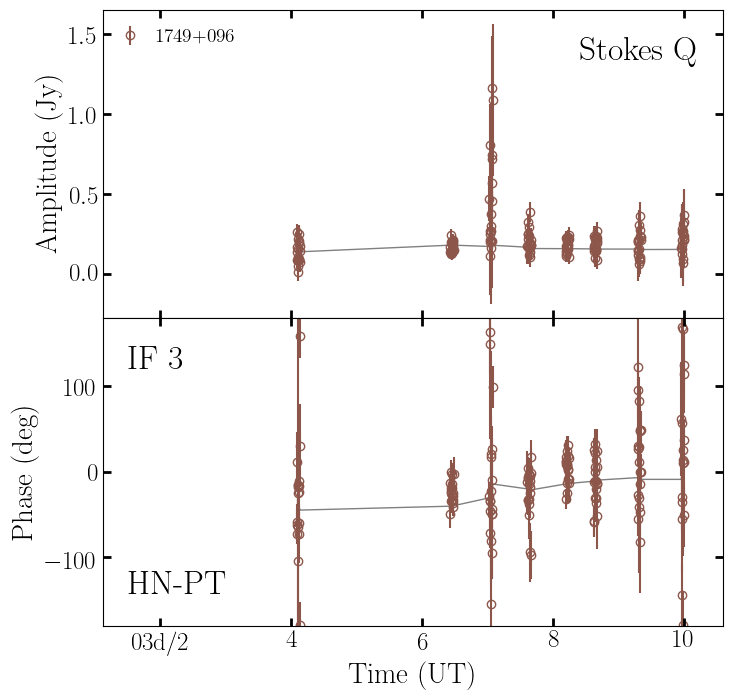 1749+096
Stokes Q
1.5
1.0
0.5
0.0
Amplitude (Jy)
IF 3
100
0
−100
Phase (deg)
HN-PT
03d/2 4 6 8 10
Time (UT)